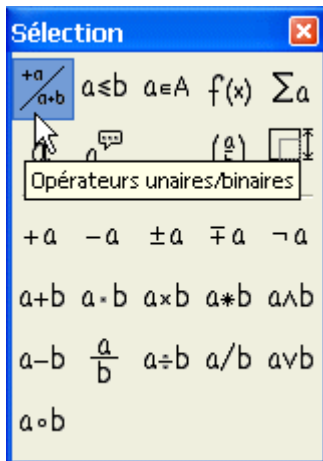 Sélection
+a/a+b a≤b a∈A f(x) Σa
Opérateurs unaires/binaires
+a −a ±a ∓a ¬a
a+b a·b a×b a∗b a∧b
a−b a/b a÷b a/b a∨b
a∘b